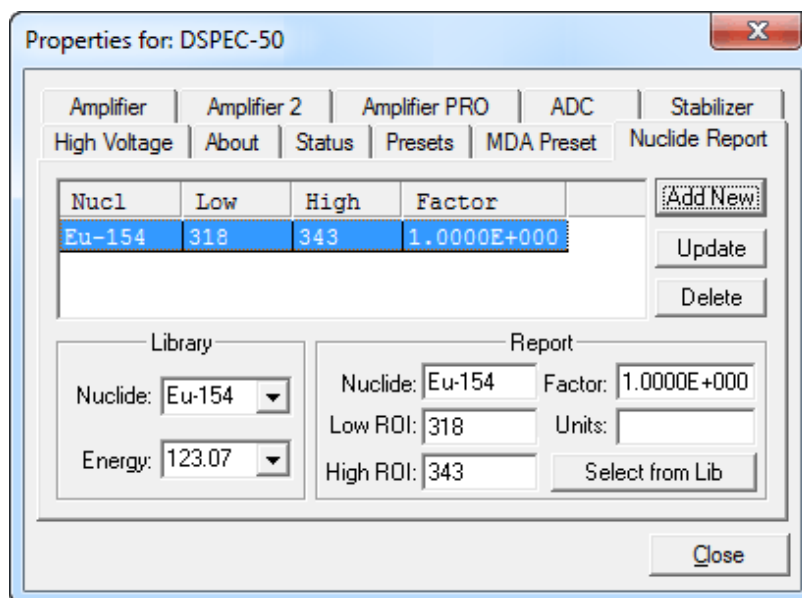 Properties for: DSPEC-50
Amplifier Amplifier 2 Amplifier PRO ADC Stabilizer
High Voltage About Status Presets MDA Preset Nuclide Report
Nucl Low High Factor Add New
Eu-154 318 343 1.0000E+000
Update
Delete
Library Report
Nuclide: Eu-154 Nuclide: Eu-154 Factor: 1.0000E+000
Low ROI: 318 Units:
Energy: 123.07 High ROI: 343 Select from Lib
Close